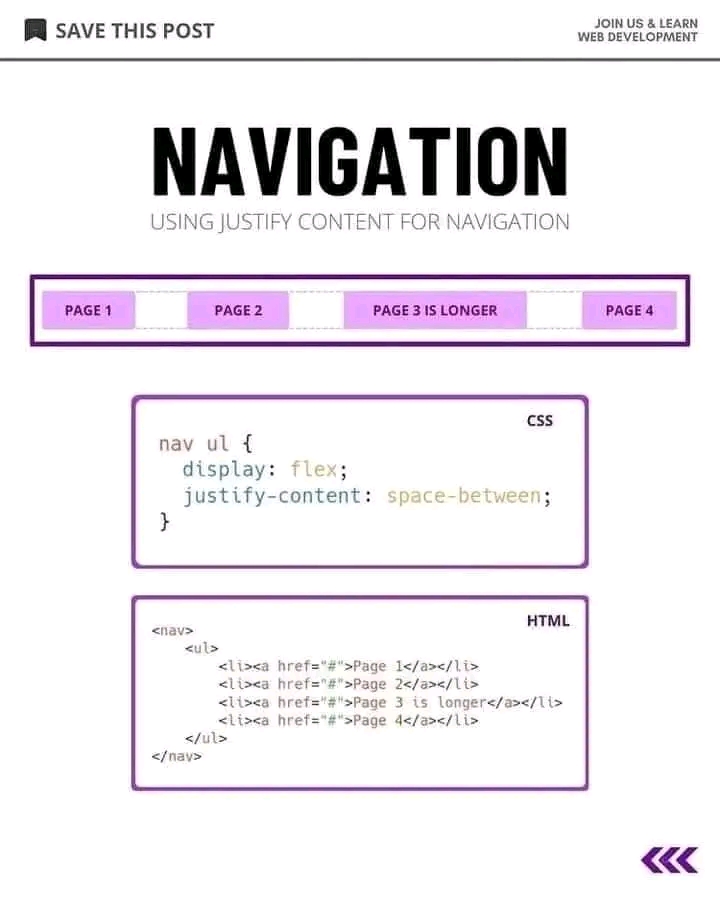 SAVE THIS POST
JOIN US & LEARN
WEB DEVELOPMENT
NAVIGATION
USING JUSTIFY CONTENT FOR NAVIGATION
PAGE 1 PAGE 2 PAGE 3 IS LONGER PAGE 4
CSS
nav ul {
  display: flex;
  justify-content: space-between;
}
HTML
<nav>
    <ul>
        <li><a href="#">Page 1</a></li>
        <li><a href="#">Page 2</a></li>
        <li><a href="#">Page 3 is longer</a></li>
        <li><a href="#">Page 4</a></li>
    </ul>
</nav>